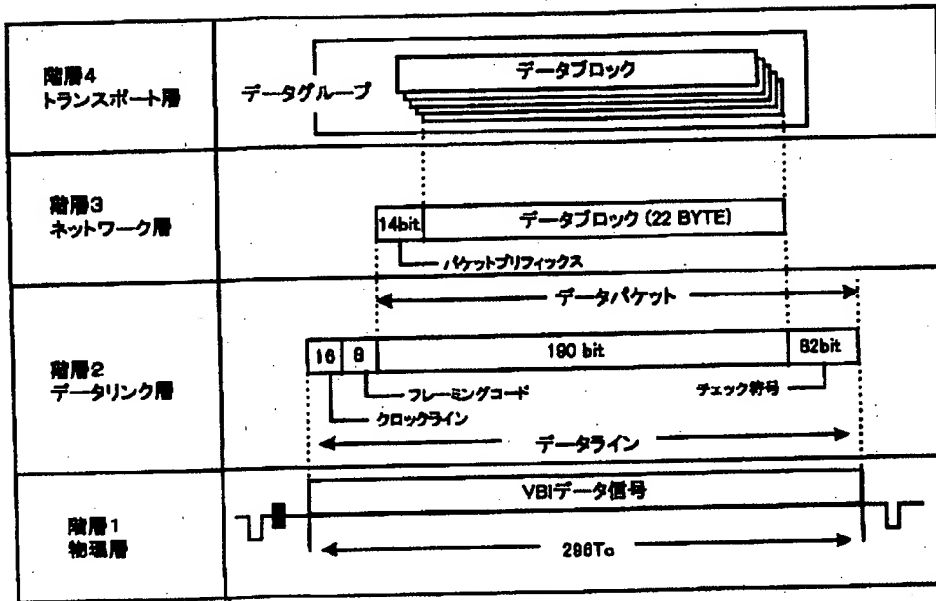 階層4
トランスポート層
データグループ
データブロック
階層3
ネットワーク層
14bit
データブロック (22 BYTE)
パケットプリフィックス
データパケット
階層2
データリンク層
16
8
190 bit
82bit
フレーミングコード
チェック符号
クロックライン
データライン
階層1
物理層
VBIデータ信号
296To